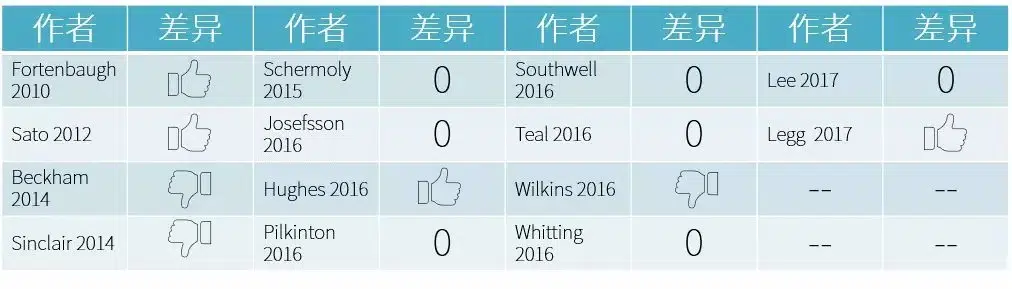 作者 差异 作者 差异 作者 差异 作者 差异
Fortenbaugh 2010 Schermoly 2015 0 Southwell 2016 0 Lee 2017 0
Sato 2012 Josefsson 2016 0 Teal 2016 0 Legg 2017
Beckham 2014 Hughes 2016 Wilkins 2016 -- --
Sinclair 2014 Pilkinton 2016 0 Whitting 2016 0 -- --